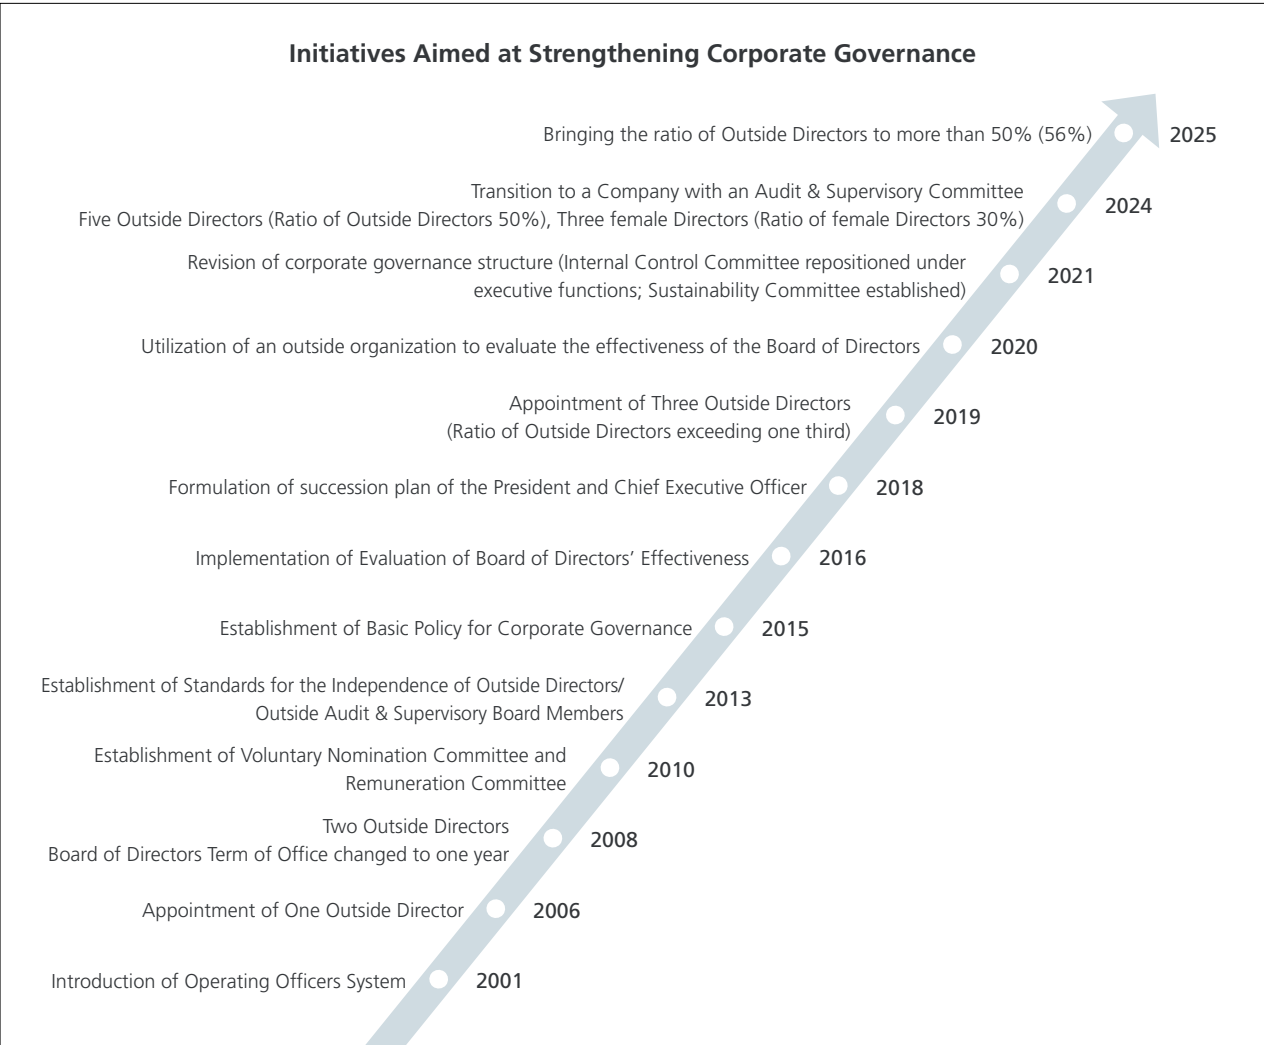 Initiatives Aimed at Strengthening Corporate Governance
Bringing the ratio of Outside Directors to more than 50% (56%)
2025
Transition to a Company with an Audit & Supervisory Committee
Five Outside Directors (Ratio of Outside Directors 50%), Three female Directors (Ratio of female Directors 30%)
2024
Revision of corporate governance structure (Internal Control Committee repositioned under
executive functions; Sustainability Committee established)
2021
Utilization of an outside organization to evaluate the effectiveness of the Board of Directors
2020
Appointment of Three Outside Directors
(Ratio of Outside Directors exceeding one third)
2019
Formulation of succession plan of the President and Chief Executive Officer
2018
Implementation of Evaluation of Board of Directors’ Effectiveness
2016
Establishment of Basic Policy for Corporate Governance
2015
Establishment of Standards for the Independence of Outside Directors/
Outside Audit & Supervisory Board Members
2013
Establishment of Voluntary Nomination Committee and
Remuneration Committee
2010
Two Outside Directors
Board of Directors Term of Office changed to one year
2008
Appointment of One Outside Director
2006
Introduction of Operating Officers System
2001